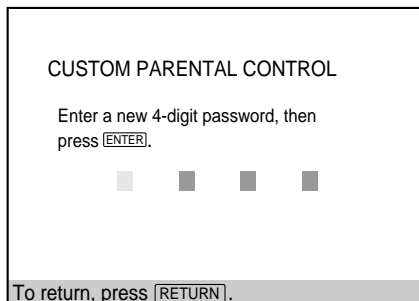 CUSTOM PARENTAL CONTROL
Enter a new 4-digit password, then
press ENTER.
To return, press RETURN.